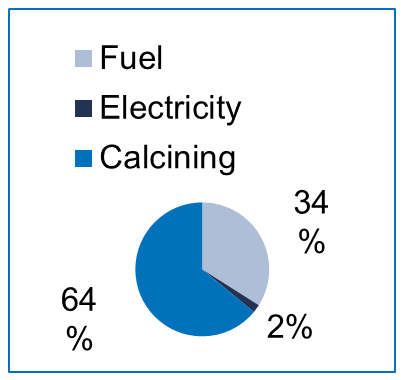 Fuel
Electricity
Calcining
34
%
64
%
2%